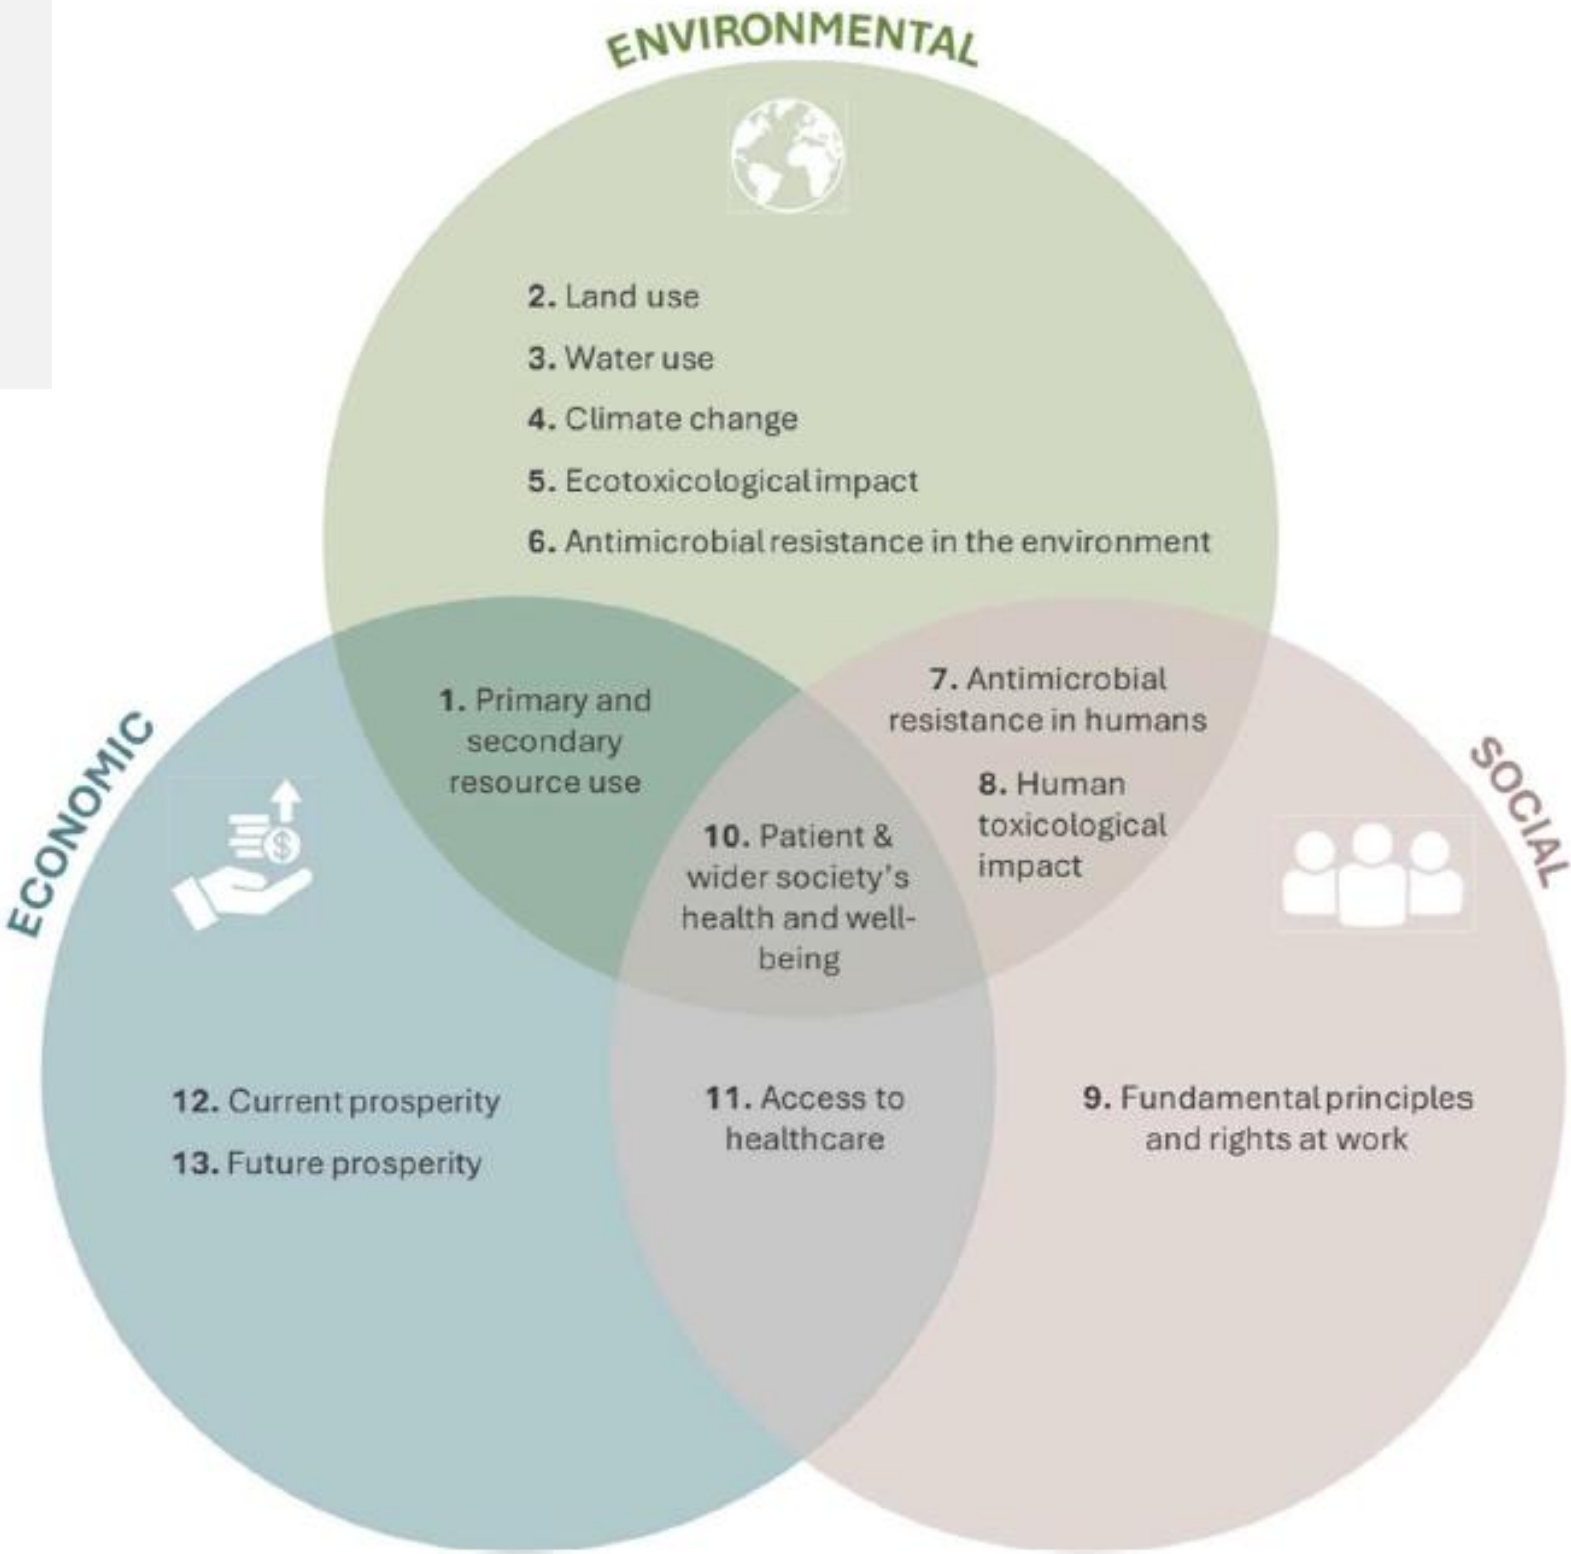 ENVIRONMENTAL
2. Land use
3. Water use
4. Climate change
5. Ecotoxicological impact
6. Antimicrobial resistance in the environment
ECONOMIC
1. Primary and
secondary
resource use
7. Antimicrobial
resistance in humans
8. Human
toxicological
impact
SOCIAL
$
10. Patient &
wider society's
health and well-
being
12. Current prosperity
13. Future prosperity
11. Access to
healthcare
9. Fundamental principles
and rights at work